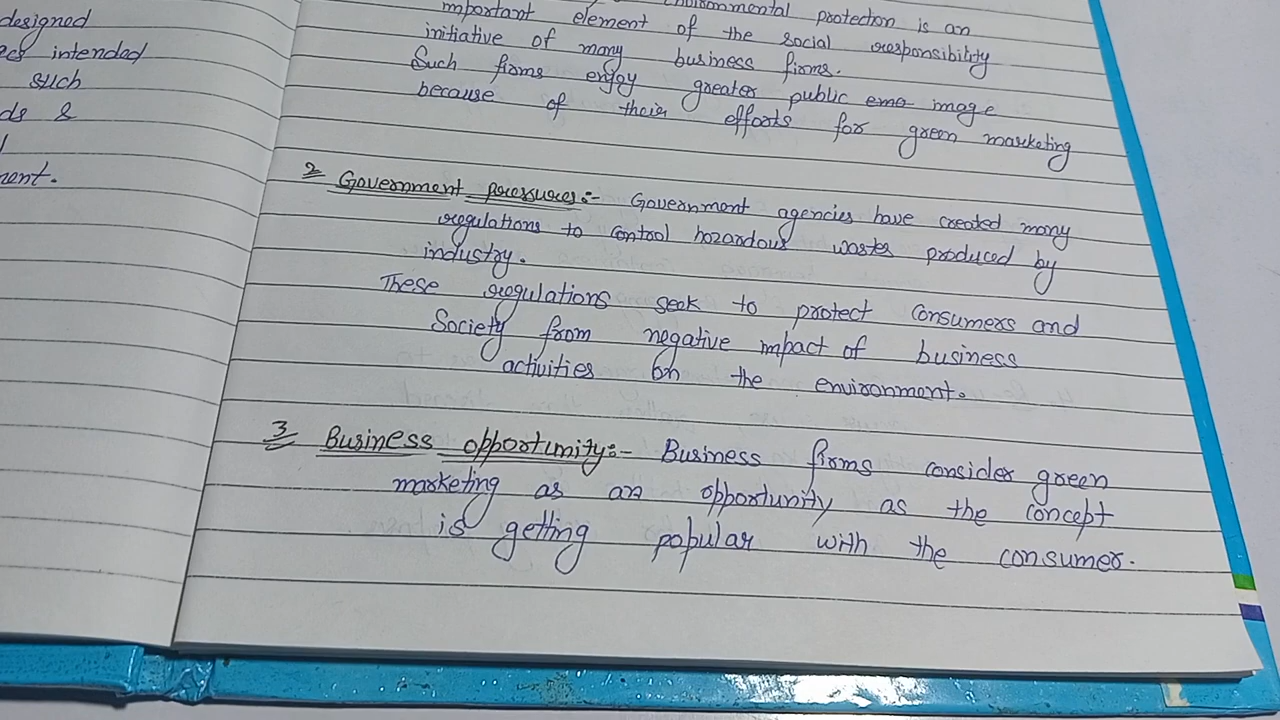 designed
intended
such
ds &
nent.
Environmental protection is an
important element of the social responsibility
initiative of many business firms.
Such firms enjoy greater public image
because of their efforts for green marketing
2 Government pressures:- Government agencies have created many
regulations to control hazardous wastes produced by
industry.
These regulations seek to protect consumers and
Society from negative impact of business
activities on the environment.
3 Business opportunity:- Business firms consider green
marketing as an opportunity as the concept
is getting popular with the consumer.